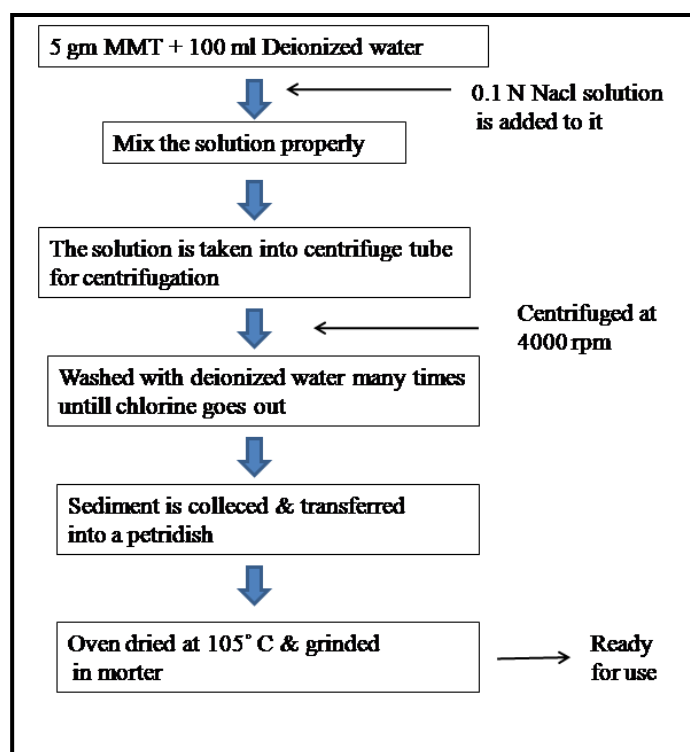 5 gm MMT + 100 ml Deionized water
0.1 N Nacl solution
is added to it
Mix the solution properly
The solution is taken into centrifuge tube
for centrifugation
Centrifuged at
4000 rpm
Washed with deionized water many times
untill chlorine goes out
Sediment is colleced & transferred
into a petridish
Oven dried at 105° C & grinded
in morter
Ready
for use